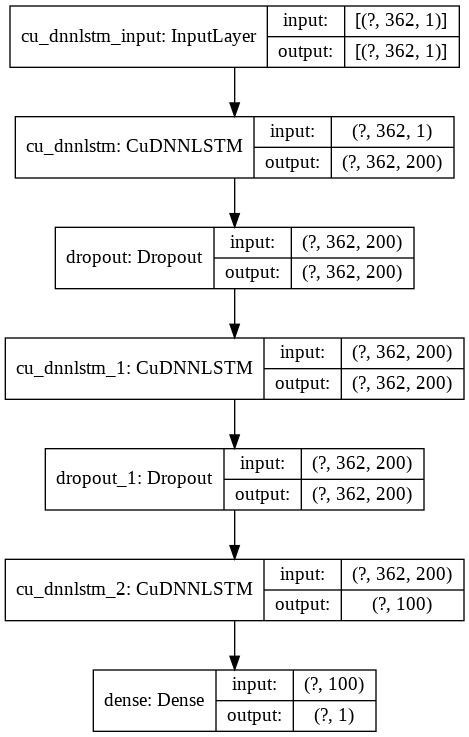 cu_dnnlstm_input: InputLayer
input:
[(?, 362, 1)]
output:
[(?, 362, 1)]
cu_dnnlstm: CuDNNLSTM
input:
(?, 362, 1)
output:
(?, 362, 200)
dropout: Dropout
input:
(?, 362, 200)
output:
(?, 362, 200)
cu_dnnlstm_1: CuDNNLSTM
input:
(?, 362, 200)
output:
(?, 362, 200)
dropout_1: Dropout
input:
(?, 362, 200)
output:
(?, 362, 200)
cu_dnnlstm_2: CuDNNLSTM
input:
(?, 362, 200)
output:
(?, 100)
dense: Dense
input:
(?, 100)
output:
(?, 1)